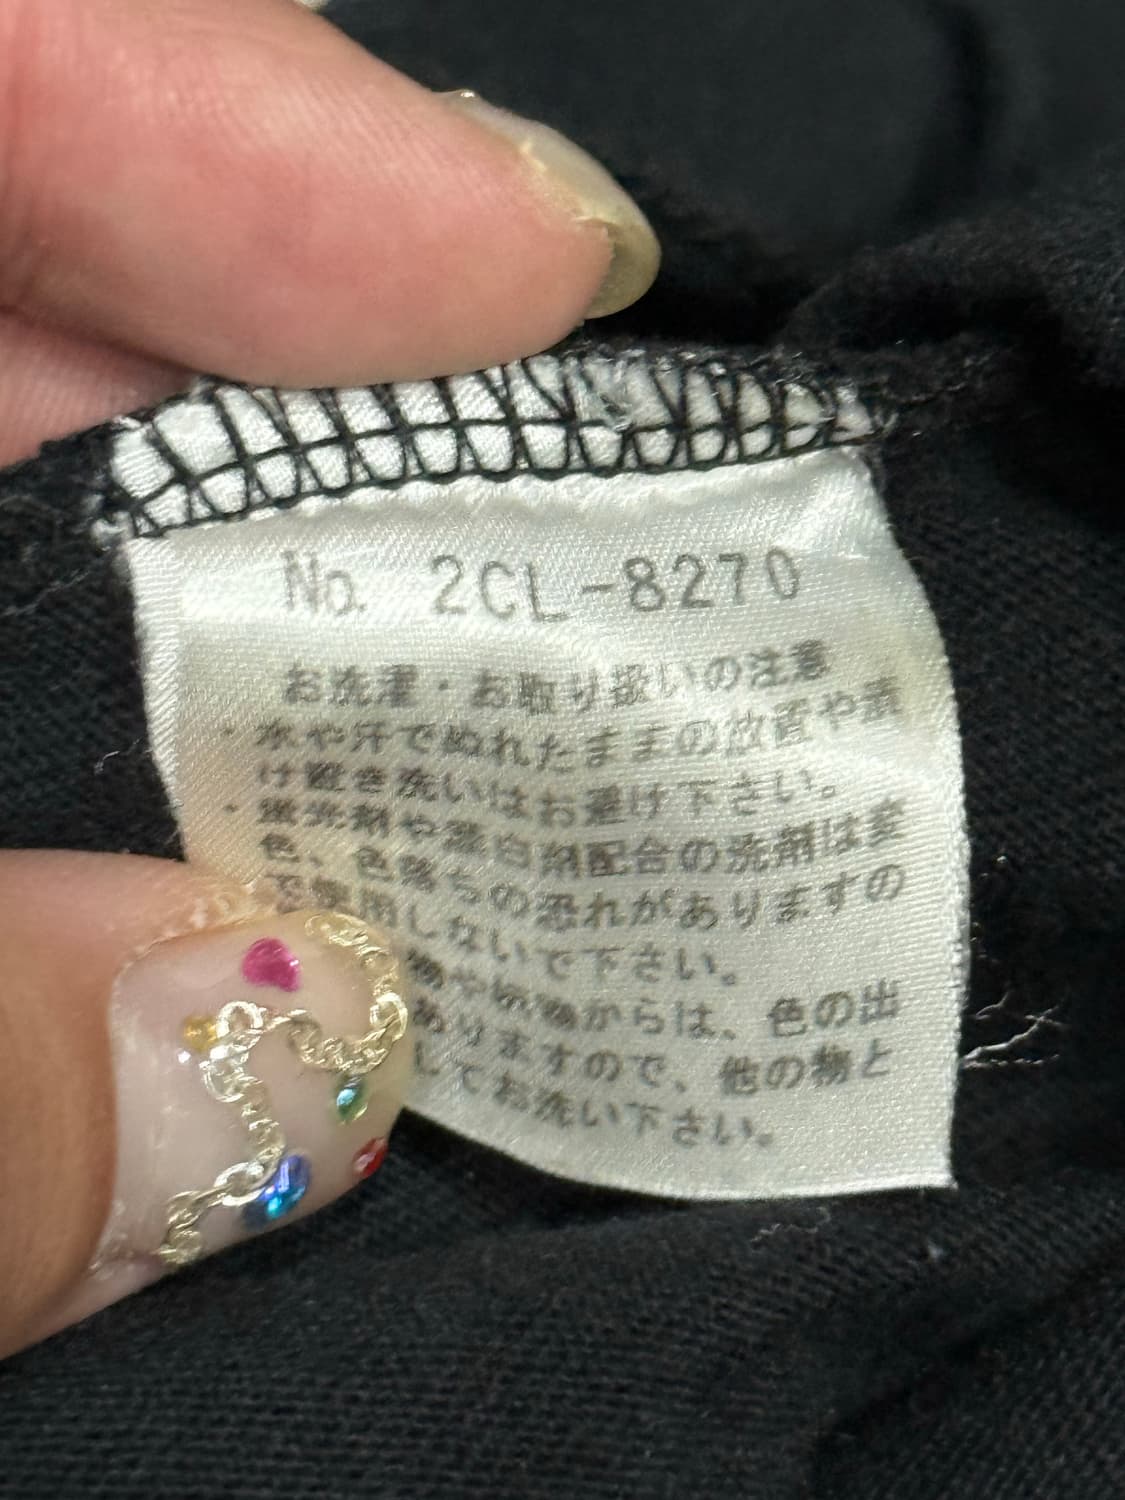 No. 2CL-8270
お洗濯・お取り扱いの注意
・水や汗でぬれたままの放置や漬
け置き洗いはお避け下さい。
・蛍光剤や漂白剤配合の洗剤は変
色、色落ちの恐れがありますの
で使用しないで下さい。
物や からは、色の出
ありますので、他の物と
してお洗い下さい。